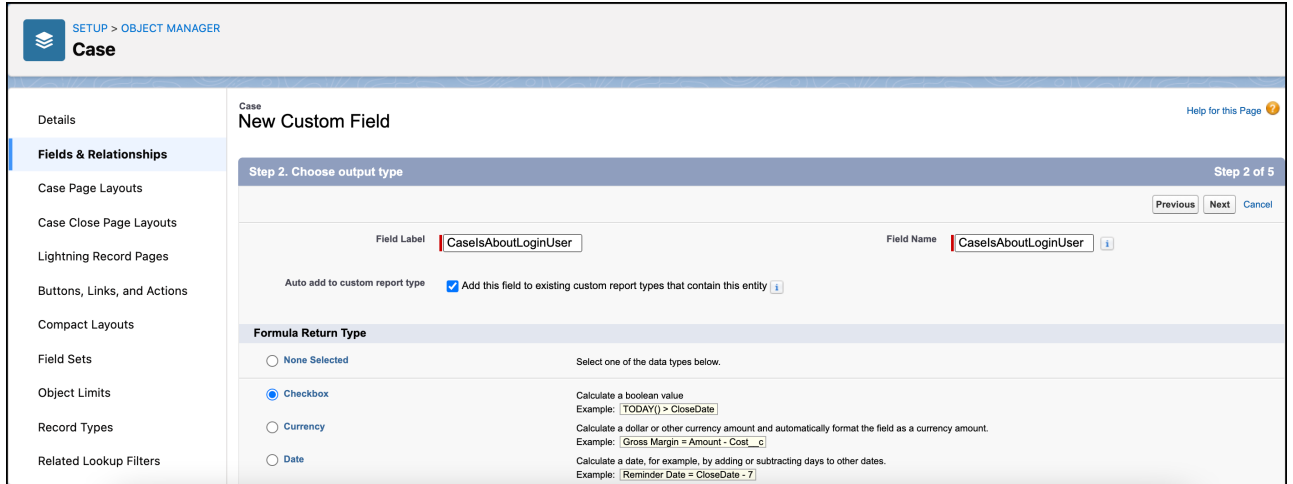 SETUP > OBJECT MANAGER
Case
Details
Fields & Relationships
Case Page Layouts
Case Close Page Layouts
Lightning Record Pages
Buttons, Links, and Actions
Compact Layouts
Field Sets
Object Limits
Record Types
Related Lookup Filters
Case
New Custom Field
Help for this Page ?
Step 2. Choose output type Step 2 of 5
Previous Next Cancel
Field Label CaseIsAboutLoginUser Field Name CaseIsAboutLoginUser i
Auto add to custom report type Add this field to existing custom report types that contain this entity i
Formula Return Type
None Selected Select one of the data types below.
Checkbox Calculate a boolean value
Example: TODAY() > CloseDate
Currency Calculate a dollar or other currency amount and automatically format the field as a currency amount.
Example: Gross Margin = Amount - Cost__c
Date Calculate a date, for example, by adding or subtracting days to other dates.
Example: Reminder Date = CloseDate - 7